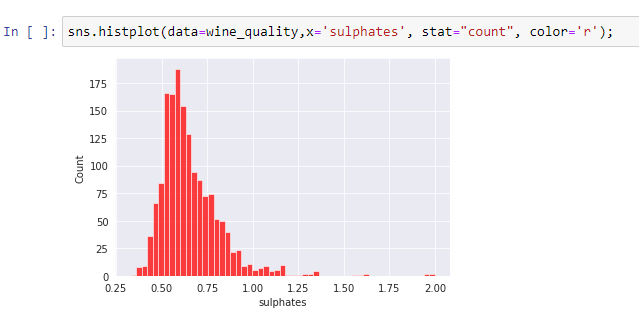 In [ ]: sns.histplot(data=wine_quality,x='sulphates', stat="count", color='r');
175
150
125
100
75
50
25
0
Count
0.25 0.50 0.75 1.00 1.25 1.50 1.75 2.00
sulphates